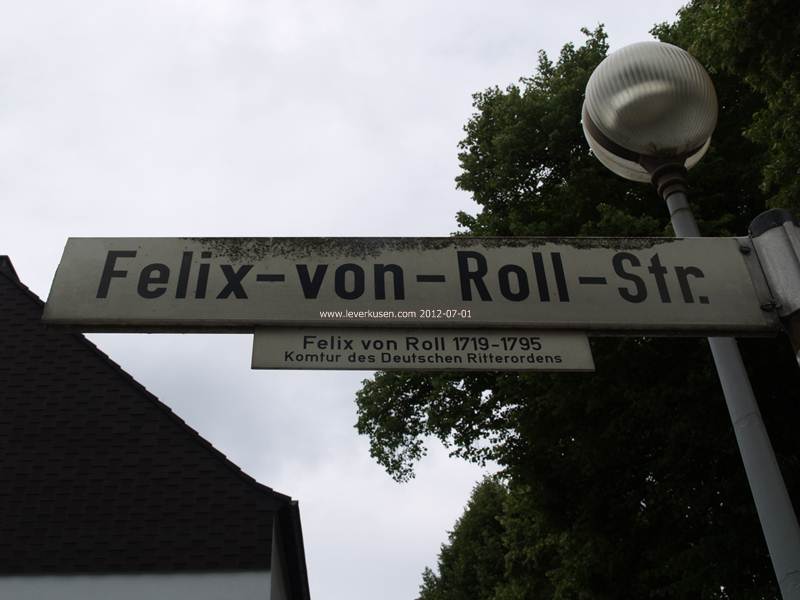 Felix-von-Roll-Str.
www.leverkusen.com 2012-07-01
Felix von Roll 1719-1795
Komtur des Deutschen Ritterordens